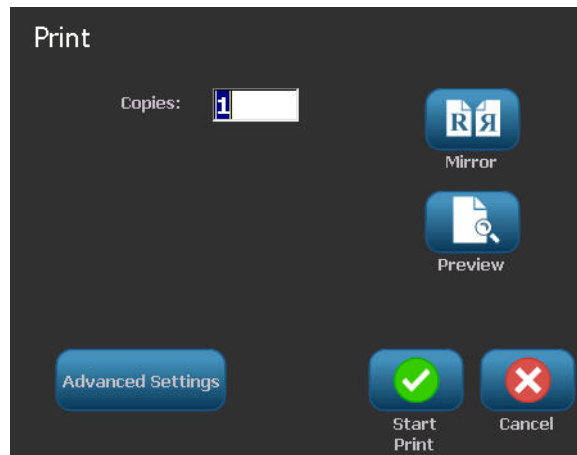 Print
Copies: 1
R Я
Mirror
Preview
Advanced Settings
Start
Print
Cancel